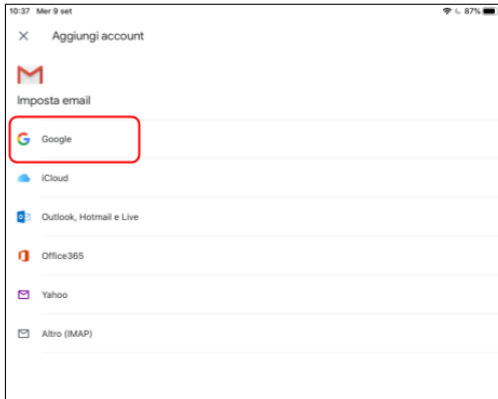 10:37 Mer 9 set 87%
Aggiungi account
Imposta email
Google
iCloud
Outlook, Hotmail e Live
Office365
Yahoo
Altro (IMAP)